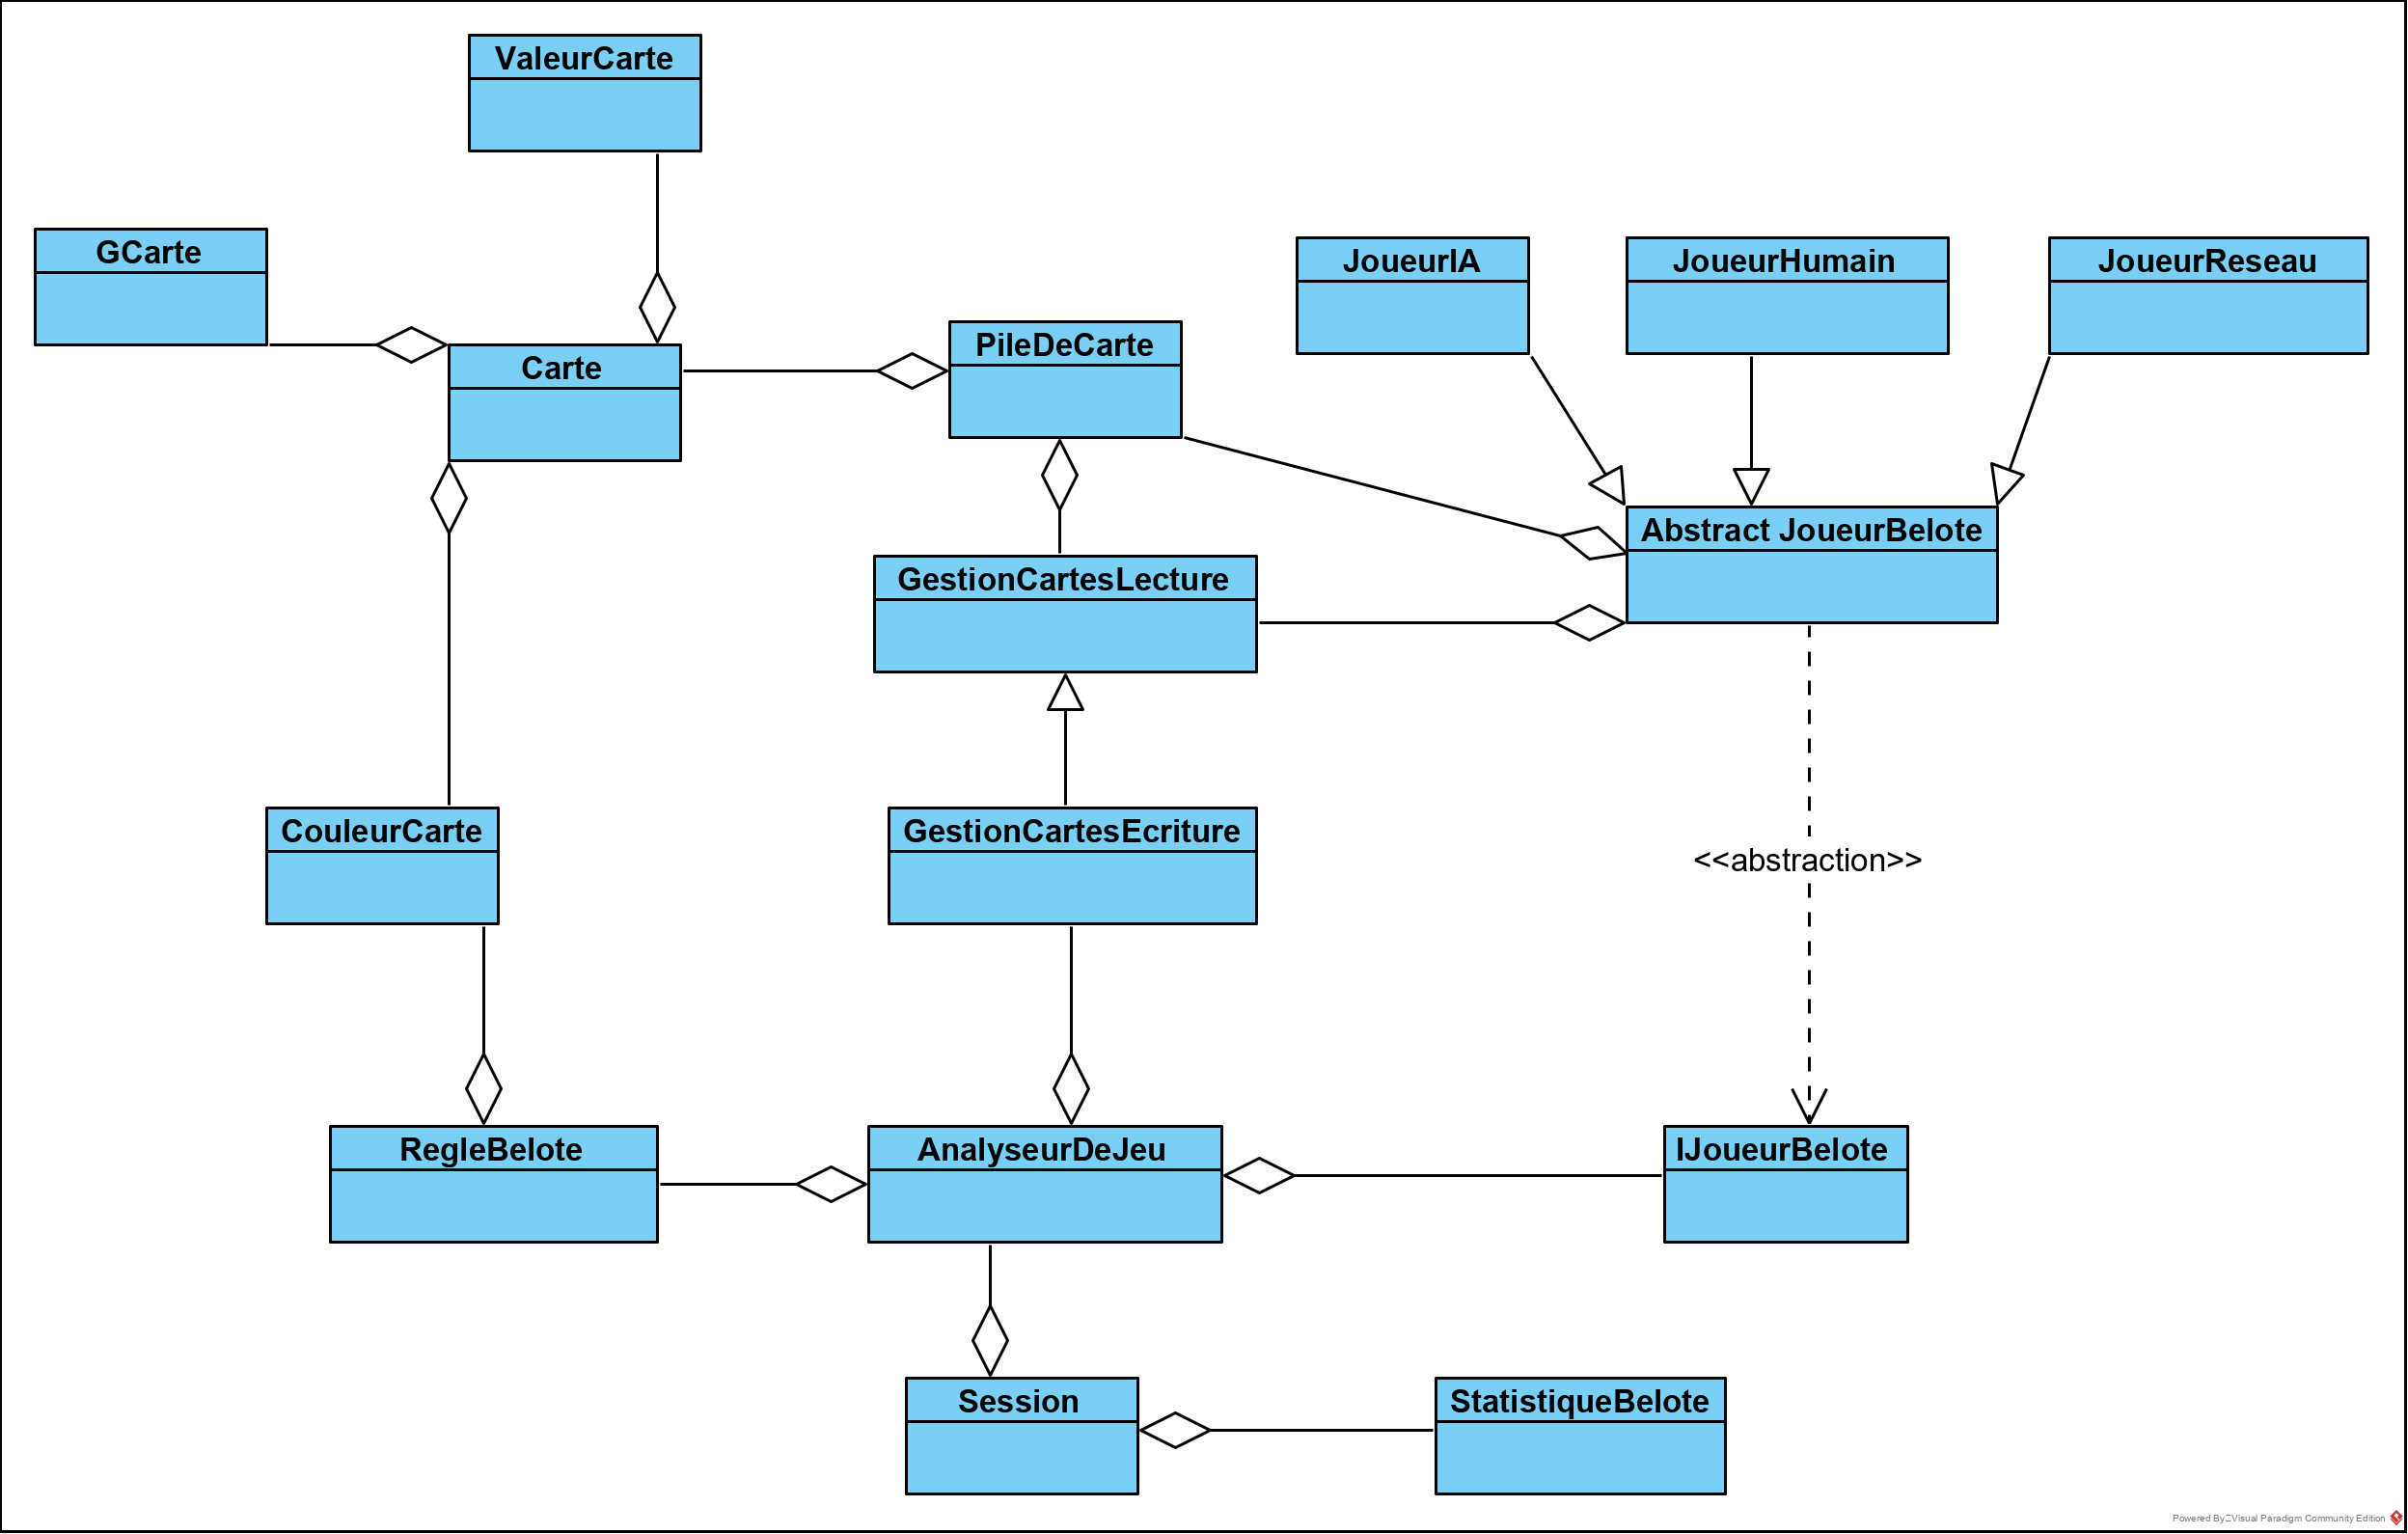 ValeurCarte
GCarte
JoueurIA
JoueurHumain
JoueurReseau
PileDeCarte
Carte
Abstract JoueurBelote
GestionCartesLecture
CouleurCarte
GestionCartesEcriture
<<abstraction>>
RegleBelote
AnalyseurDeJeu
IJoueurBelote
Session
StatistiqueBelote
Powered By Visual Paradigm Community Edition